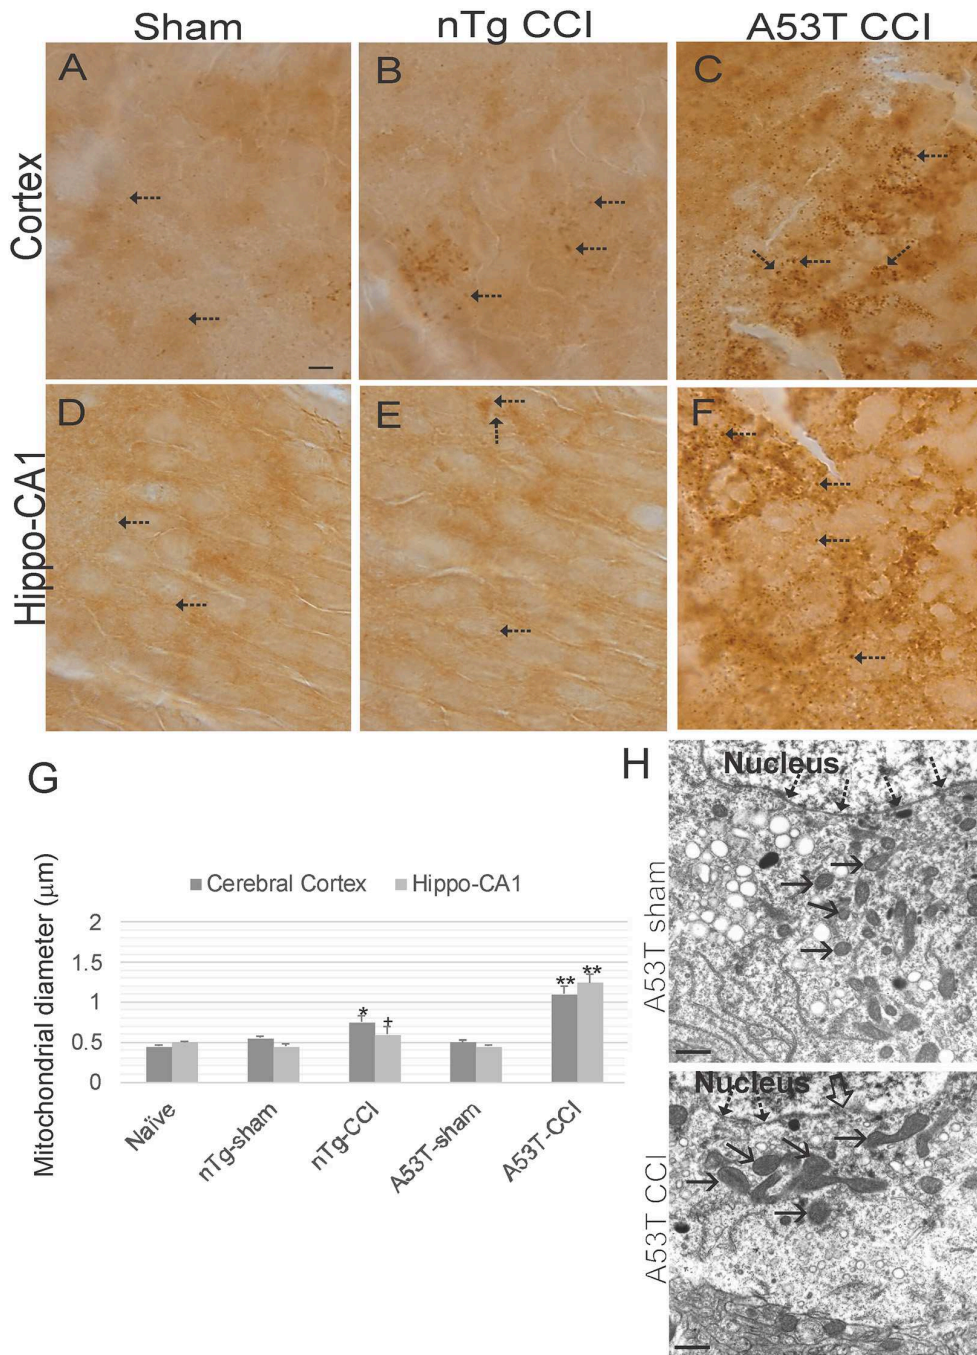 Sham nTg CCI A53T CCI
A B C
Cortex
D E F
Hippo-CA1
G
Mitochondrial diameter (μm)
Cerebral Cortex Hippo-CA1
2
1.5
1
0.5
0
* † ** **
Naïve nTg-sham nTg-CCI A53T-sham A53T-CCI
H
Nucleus
A53T sham
Nucleus
A53T CCI